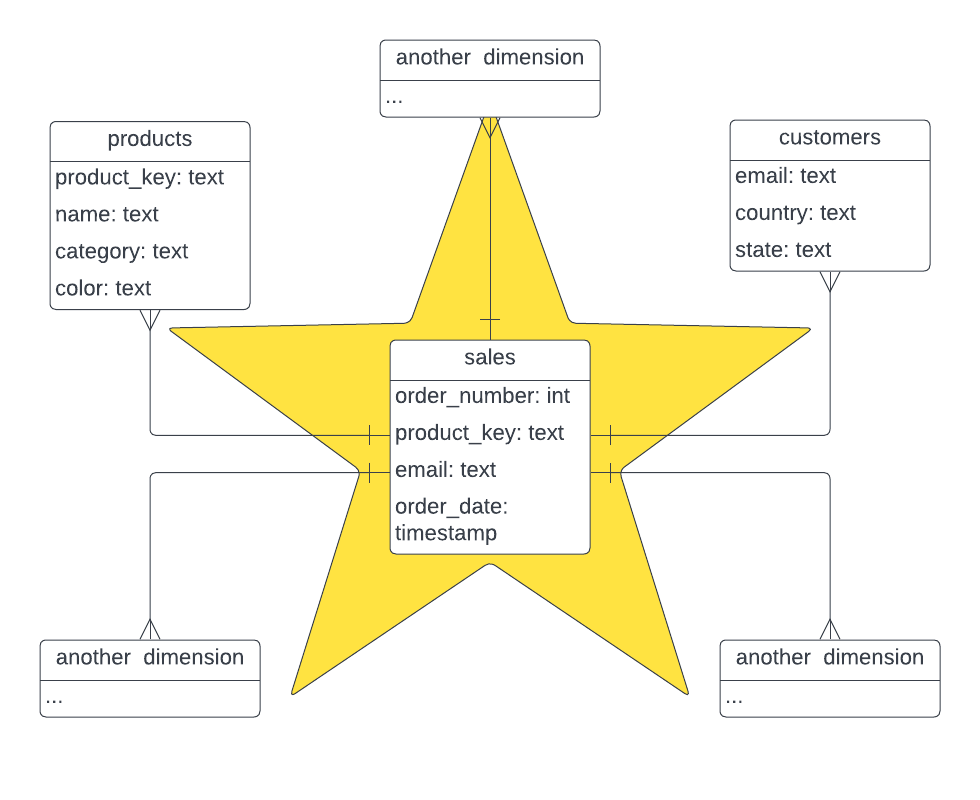 another dimension
...
products
product_key: text
name: text
category: text
color: text
customers
email: text
country: text
state: text
sales
order_number: int
product_key: text
email: text
order_date:
timestamp
another dimension
...
another dimension
...